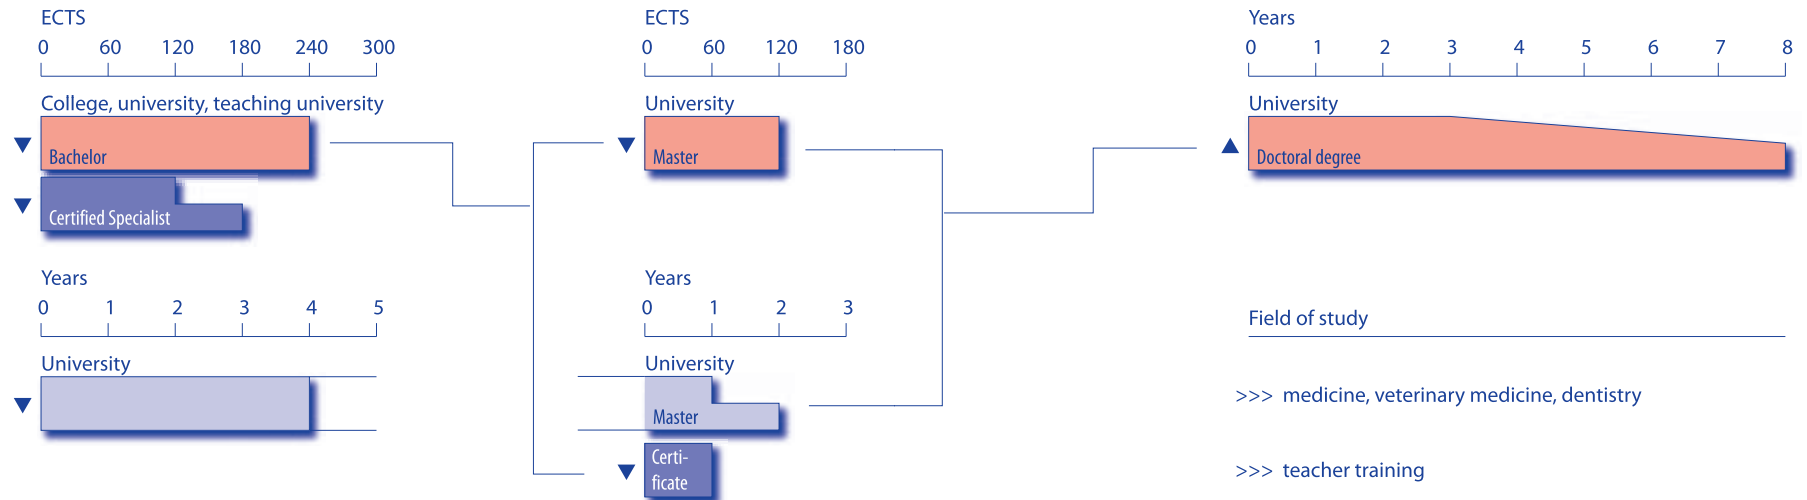 ECTS
0 60 120 180 240 300
College, university, teaching university
Bachelor
Certified Specialist
Years
0 1 2 3 4 5
University
ECTS
0 60 120 180
University
Master
Years
0 1 2 3
University
Master
Certi-
ficate
Years
0 1 2 3 4 5 6 7 8
University
Doctoral degree
Field of study
>>> medicine, veterinary medicine, dentistry
>>> teacher training